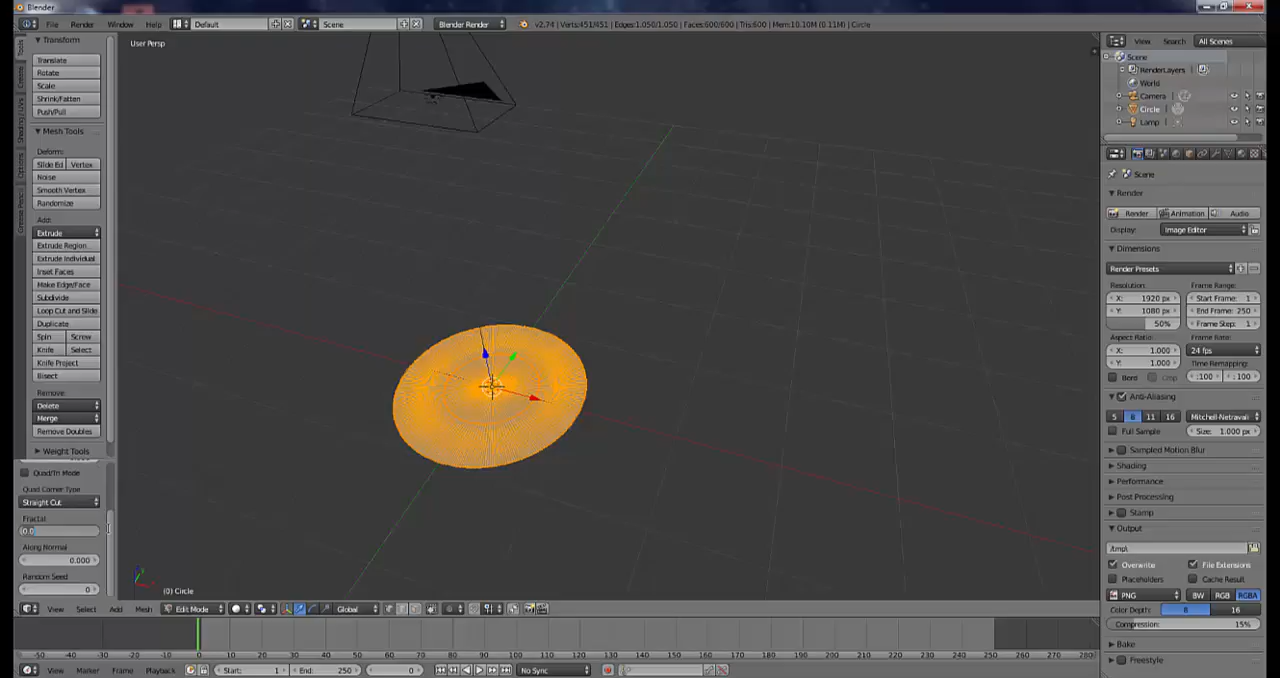 Blender
File Render Window Help Default Scene Blender Render v2.74 | Verts:451/451 | Edges:1,050/1,050 | Faces:600/600 | Tris:600 | Mem:10.10M (0.11M) | Circle
Tools
Create
Shading / UVs
Options
Grease Pencil
Transform
Translate
Rotate
Scale
Shrink/Fatten
Push/Pull
Mesh Tools
Deform:
Slide Ed Vertex
Noise
Smooth Vertex
Randomize
Add:
Extrude
Extrude Region
Extrude Individual
Inset Faces
Make Edge/Face
Subdivide
Loop Cut and Slide
Duplicate
Spin Screw
Knife Select
Knife Project
Bisect
Remove:
Delete
Merge
Remove Doubles
Weight Tools
Quad/Tri Mode
Quad Corner Type
Straight Cut
Fractal
0.0
Along Normal
0.000
Random Seed
0
User Persp
(0) Circle
View Select Add Mesh Edit Mode Global
View Search All Scenes
Scene
RenderLayers
World
Camera
Circle
Lamp
Scene
Render
Render Animation Audio
Display: Image Editor
Dimensions
Render Presets
Resolution: Frame Range:
X: 1920 px Start Frame: 1
Y: 1080 px End Frame: 250
50% Frame Step: 1
Aspect Ratio: Frame Rate:
X: 1.000 24 fps
Y: 1.000 Time Remapping:
Bord Crop :100 :100
Anti-Aliasing
5 8 11 16 Mitchell-Netravali
Full Sample Size: 1.000 px
Sampled Motion Blur
Shading
Performance
Post Processing
Stamp
Output
/tmp\
Overwrite File Extensions
Placeholders Cache Result
PNG BW RGB RGBA
Color Depth: 8 16
Compression: 15%
Bake
Freestyle
-50 -40 -30 -20 -10 0 10 20 30 40 50 60 70 80 90 100 110 120 130 140 150 160 170 180 190 200 210 220 230 240 250 260 270 280
View Marker Frame Playback Start: 1 End: 250 0 No Sync